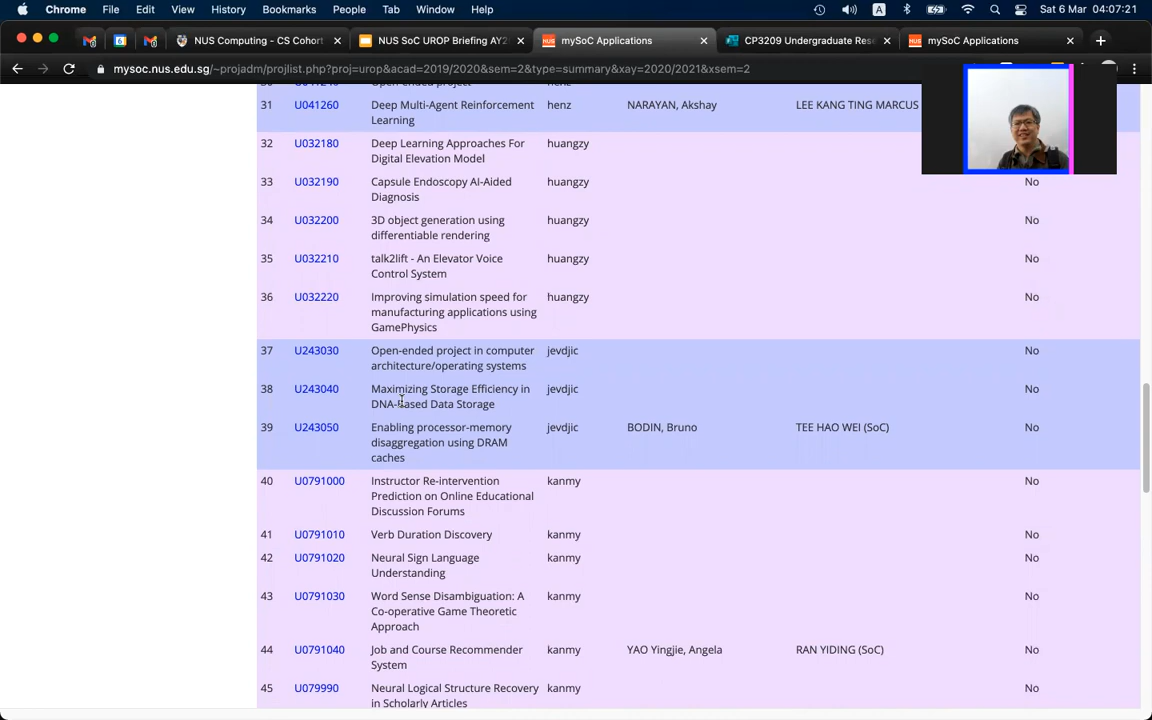 Chrome File Edit View History Bookmarks People Tab Window Help A Sat 6 Mar 04:07:21
6 NUS Computing - CS Cohort NUS SoC UROP Briefing AY2 mySoC Applications CP3209 Undergraduate Rese mySoC Applications
mysoc.nus.edu.sg/~projadm/projlist.php?proj=urop&acad=2019/2020&sem=2&type=summary&xay=2020/2021&xsem=2
31 U041260 Deep Multi-Agent Reinforcement henz NARAYAN, Akshay LEE KANG TING MARCUS
Learning
32 U032180 Deep Learning Approaches For huangzy
Digital Elevation Model
33 U032190 Capsule Endoscopy AI-Aided huangzy No
Diagnosis
34 U032200 3D object generation using huangzy No
differentiable rendering
35 U032210 talk2lift - An Elevator Voice huangzy No
Control System
36 U032220 Improving simulation speed for huangzy No
manufacturing applications using
GamePhysics
37 U243030 Open-ended project in computer jevdjic No
architecture/operating systems
38 U243040 Maximizing Storage Efficiency in jevdjic No
DNA-Based Data Storage
39 U243050 Enabling processor-memory jevdjic BODIN, Bruno TEE HAO WEI (SoC) No
disaggregation using DRAM
caches
40 U0791000 Instructor Re-intervention kanmy No
Prediction on Online Educational
Discussion Forums
41 U0791010 Verb Duration Discovery kanmy No
42 U0791020 Neural Sign Language kanmy No
Understanding
43 U0791030 Word Sense Disambiguation: A kanmy No
Co-operative Game Theoretic
Approach
44 U0791040 Job and Course Recommender kanmy YAO Yingjie, Angela RAN YIDING (SoC) No
System
45 U079990 Neural Logical Structure Recovery kanmy No
in Scholarly Articles